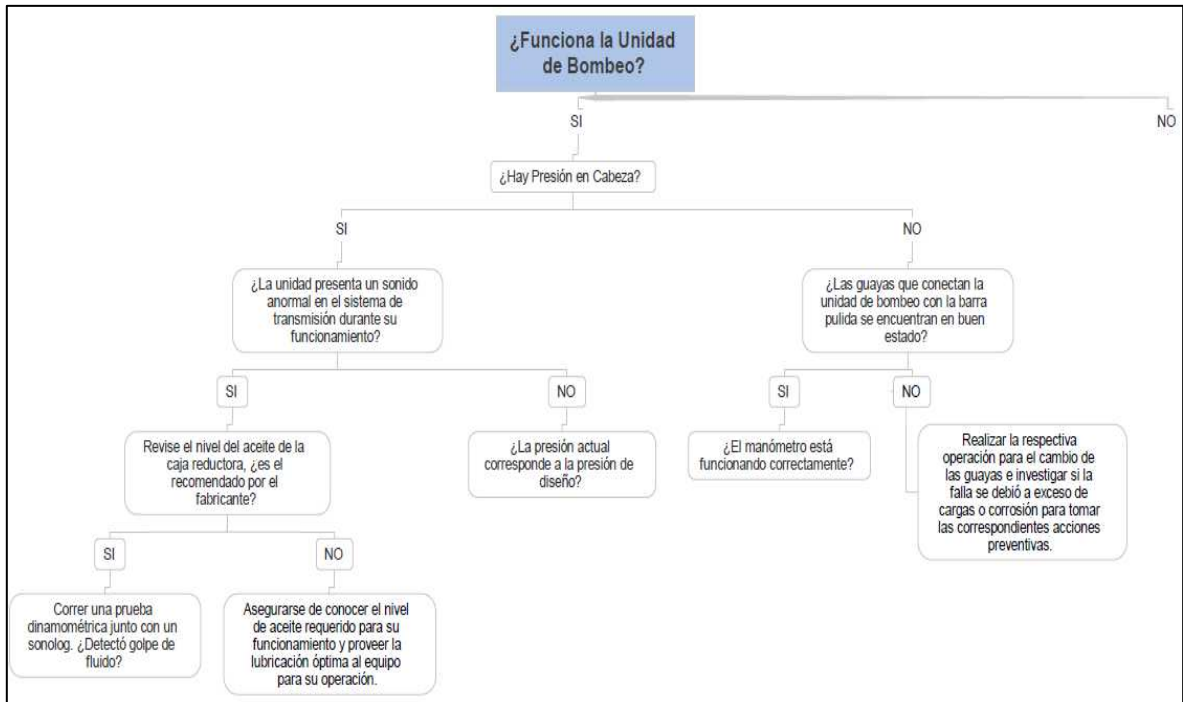 ¿Funciona la Unidad
de Bombeo?
SI
NO
¿Hay Presión en Cabeza?
SI
NO
¿La unidad presenta un sonido
anormal en el sistema de
transmisión durante su
funcionamiento?
¿Las guayas que conectan la
unidad de bombeo con la barra
pulida se encuentran en buen
estado?
SI
NO
SI
NO
Revise el nivel del aceite de la
caja reductora, ¿es el
recomendado por el
fabricante?
¿La presión actual
corresponde a la presión de
diseño?
¿El manómetro está
funcionando correctamente?
Realizar la respectiva
operación para el cambio de
las guayas e investigar si la
falla se debió a exceso de
cargas o corrosión para tomar
las correspondientes acciones
preventivas.
SI
NO
Correr una prueba
dinamométrica junto con un
sonolog. ¿Detectó golpe de
fluido?
Asegurarse de conocer el nivel
de aceite requerido para su
funcionamiento y proveer la
lubricación óptima al equipo
para su operación.